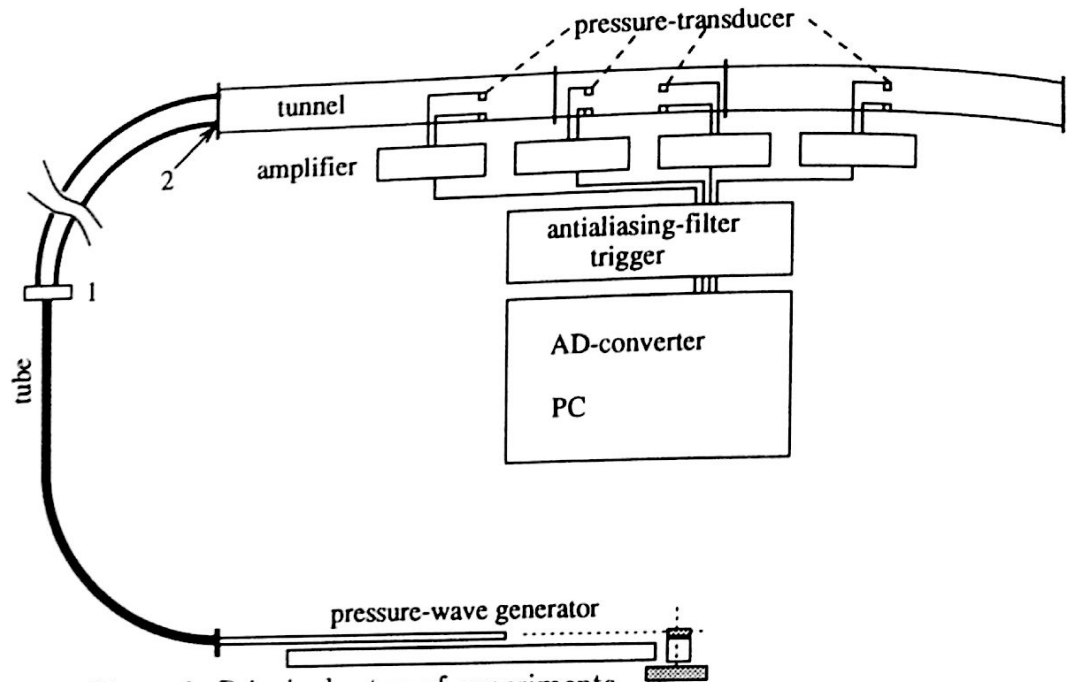 pressure-transducer
tunnel
amplifier
2
antialiasing-filter
trigger
1
AD-converter
PC
tube
pressure-wave generator